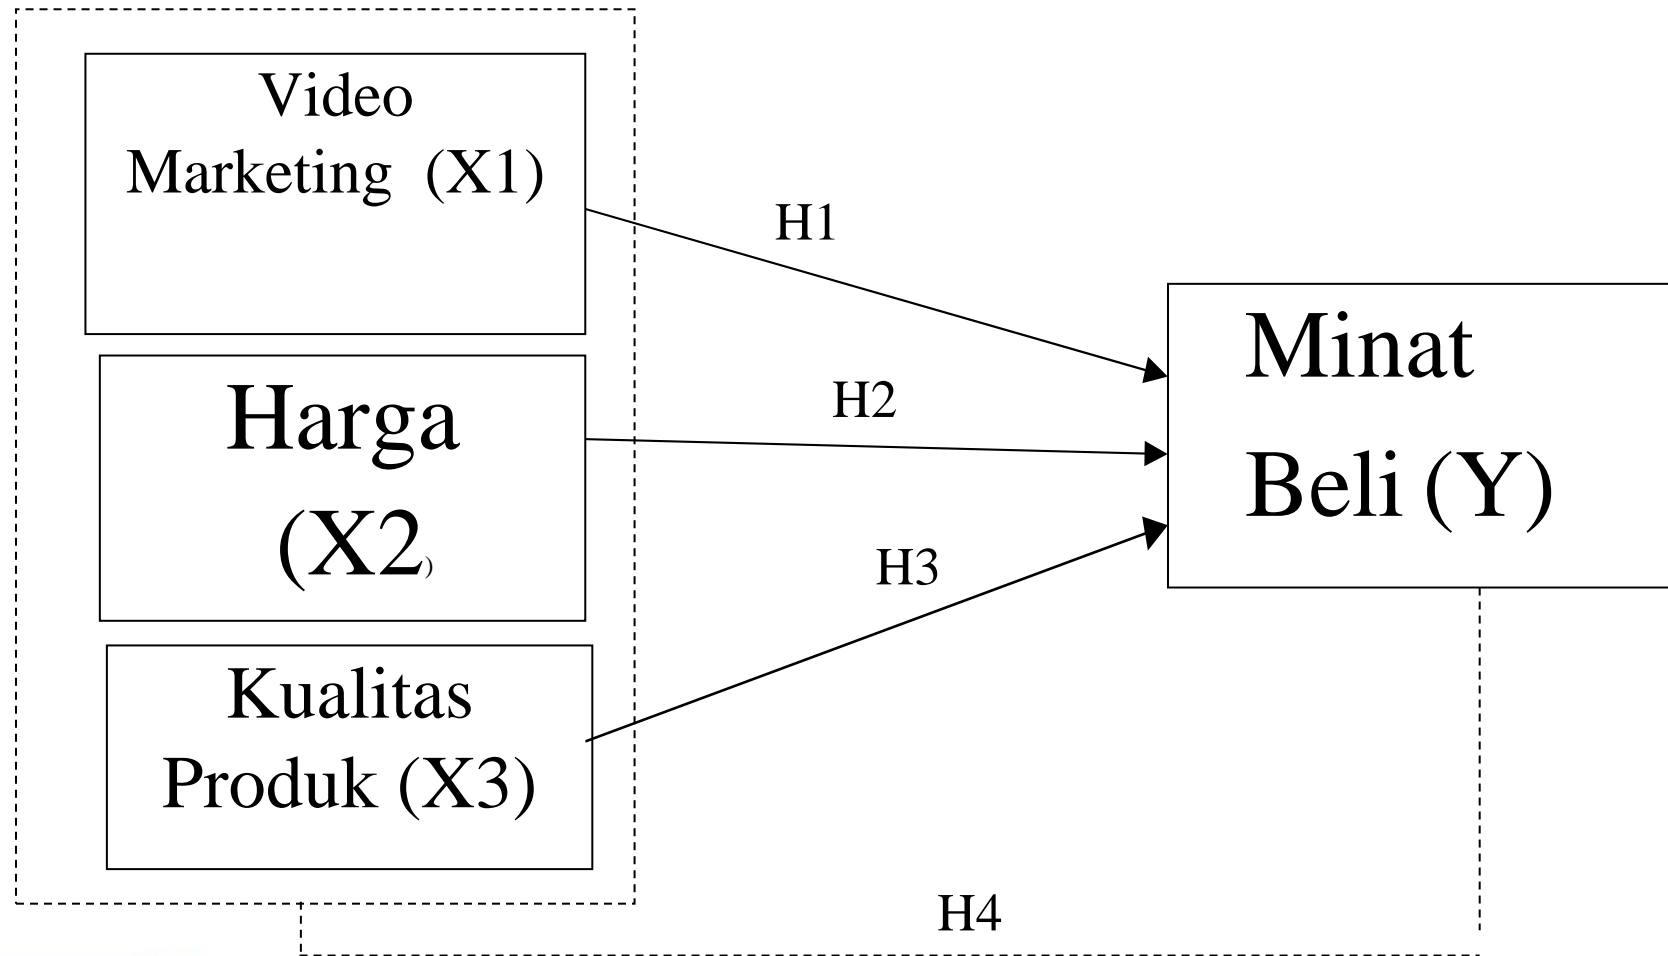 Video
Marketing (X1)
H1
Minat
Beli (Y)
Harga
(X2)
H2
H3
Kualitas
Produk (X3)
H4